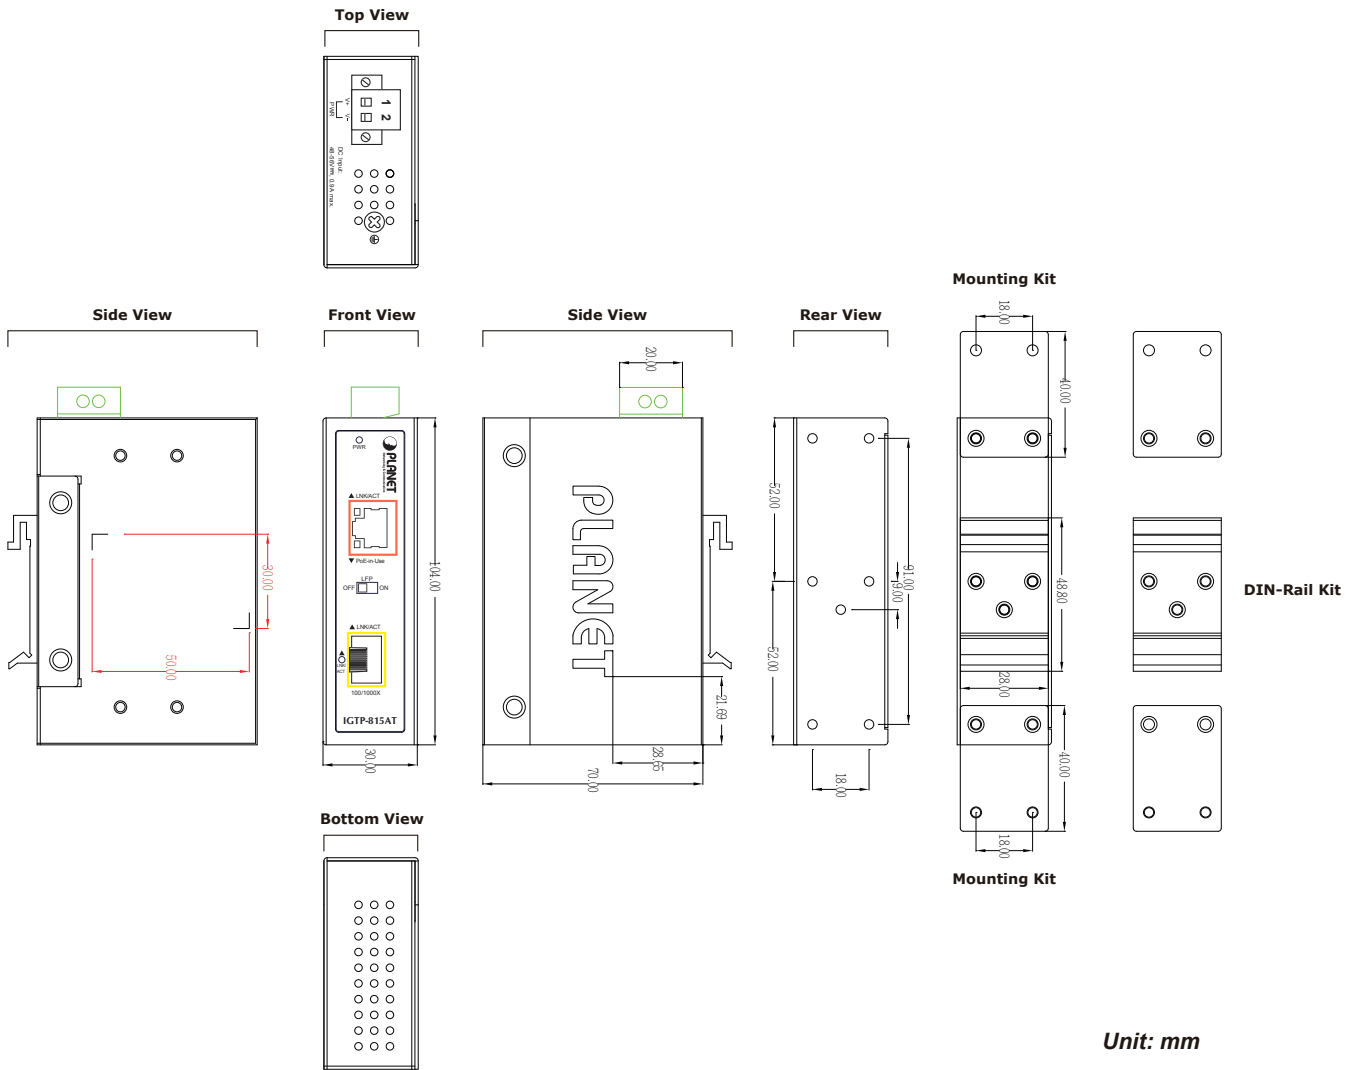 Top View
1
2
V+
V-
PWR
DC Input:
48-56V, 0.9A max.
Mounting Kit
Side View
Front View
Side View
Rear View
18.00
20.00
40.00
PWR
PLANET
LNK/ACT
PoE-in-Use
LFP
OFF
ON
LNK/ACT
LNK
ACT
100/1000X
IGTP-815AT
30.00
50.00
104.00
30.00
PLANET
21.69
28.65
70.00
52.00
52.00
91.00
9.00
18.00
48.80
28.00
DIN-Rail Kit
40.00
18.00
Bottom View
Mounting Kit
Unit: mm